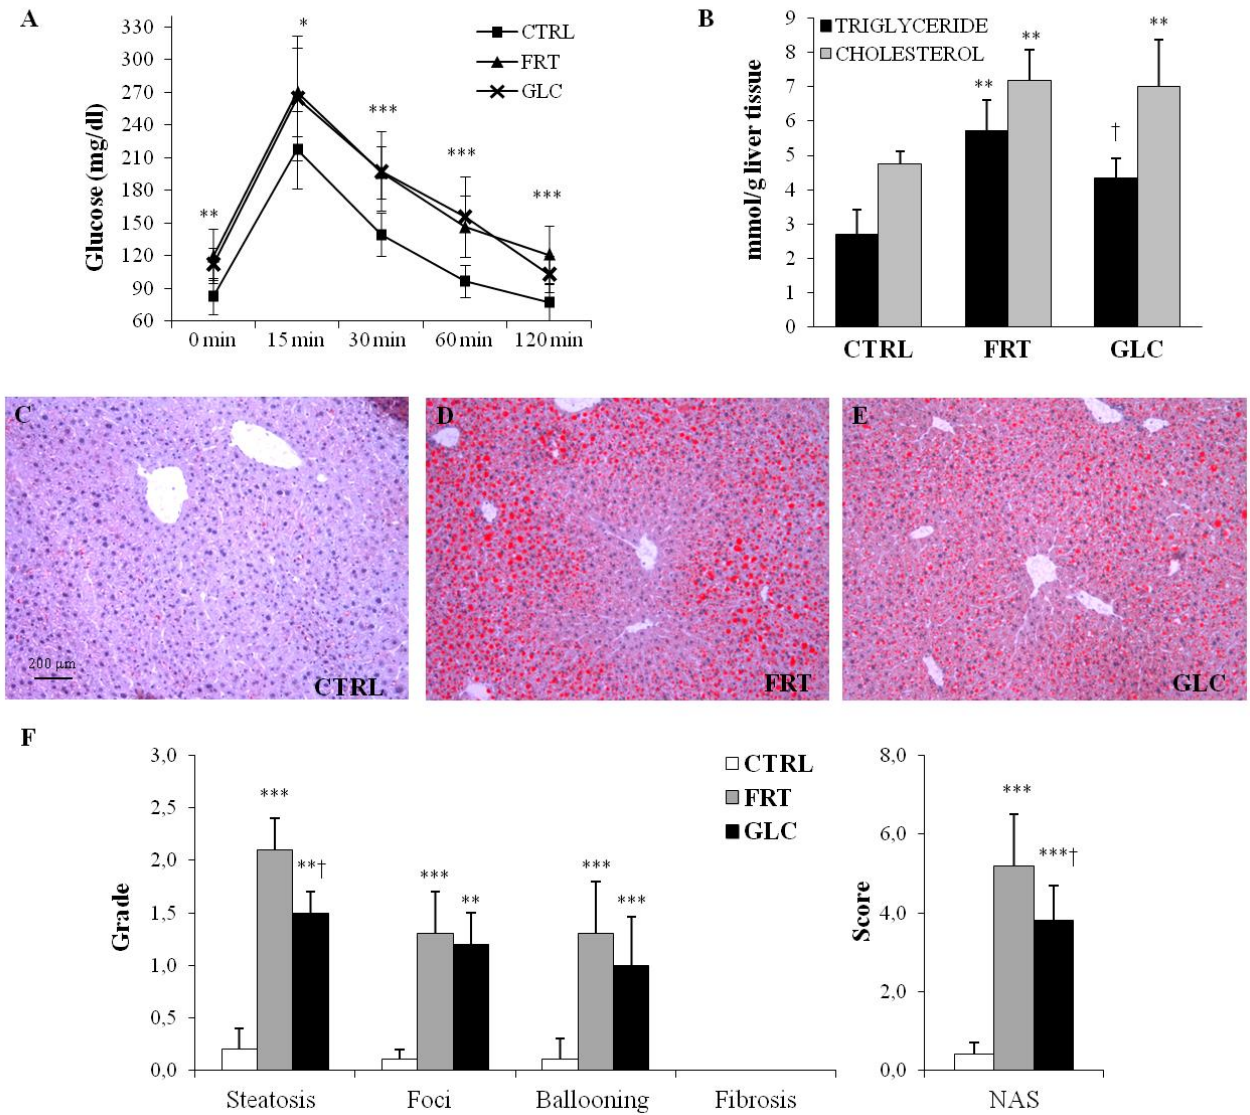 A
330
300
270
240
210
180
150
120
90
60
Glucose (mg/dl)
*
**
***
***
***
CTRL
FRT
GLC
0 min
15 min
30 min
60 min
120 min
B
9
8
7
6
5
4
3
2
1
0
mmol/g liver tissue
TRIGLYCERIDE
CHOLESTEROL
**
**
†
**
CTRL
FRT
GLC
C
200 µm
CTRL
D
FRT
E
GLC
F
3,0
2,5
2,0
1,5
1,0
0,5
0,0
Grade
***
**†
***
**
***
***
Steatosis
Foci
Ballooning
Fibrosis
CTRL
FRT
GLC
8,0
6,0
4,0
2,0
0,0
Score
***
***†
NAS